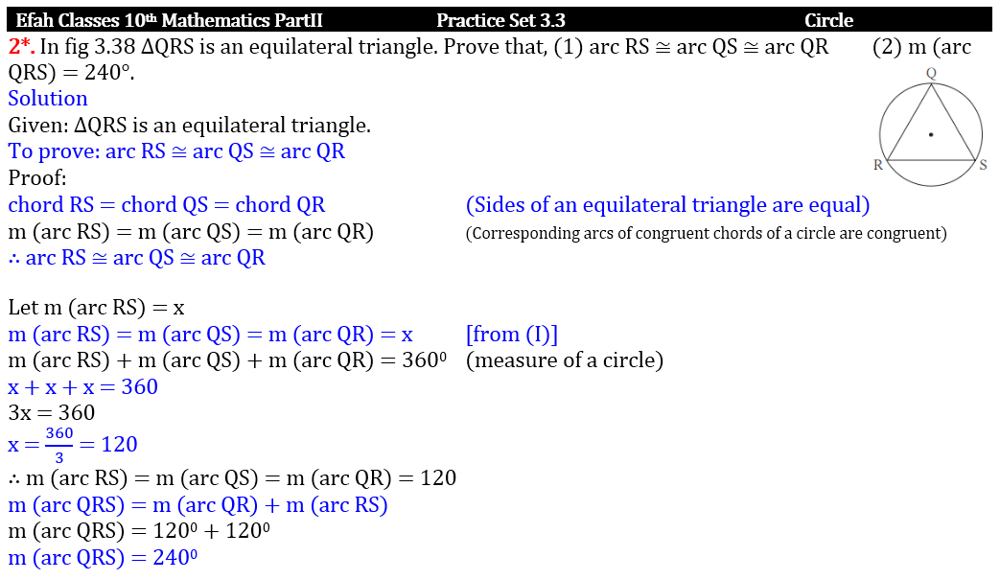 Efah Classes 10th Mathematics PartII Practice Set 3.3 Circle
2*. In fig 3.38 ΔQRS is an equilateral triangle. Prove that, (1) arc RS ≅ arc QS ≅ arc QR (2) m (arc
QRS) = 240°.
Solution
Given: ΔQRS is an equilateral triangle.
To prove: arc RS ≅ arc QS ≅ arc QR
Proof:
chord RS = chord QS = chord QR (Sides of an equilateral triangle are equal)
m (arc RS) = m (arc QS) = m (arc QR) (Corresponding arcs of congruent chords of a circle are congruent)
∴ arc RS ≅ arc QS ≅ arc QR
Let m (arc RS) = x
m (arc RS) = m (arc QS) = m (arc QR) = x [from (I)]
m (arc RS) + m (arc QS) + m (arc QR) = 360⁰ (measure of a circle)
x + x + x = 360
3x = 360
x = 360/3 = 120
∴ m (arc RS) = m (arc QS) = m (arc QR) = 120
m (arc QRS) = m (arc QR) + m (arc RS)
m (arc QRS) = 120⁰ + 120⁰
m (arc QRS) = 240⁰
Q
R S